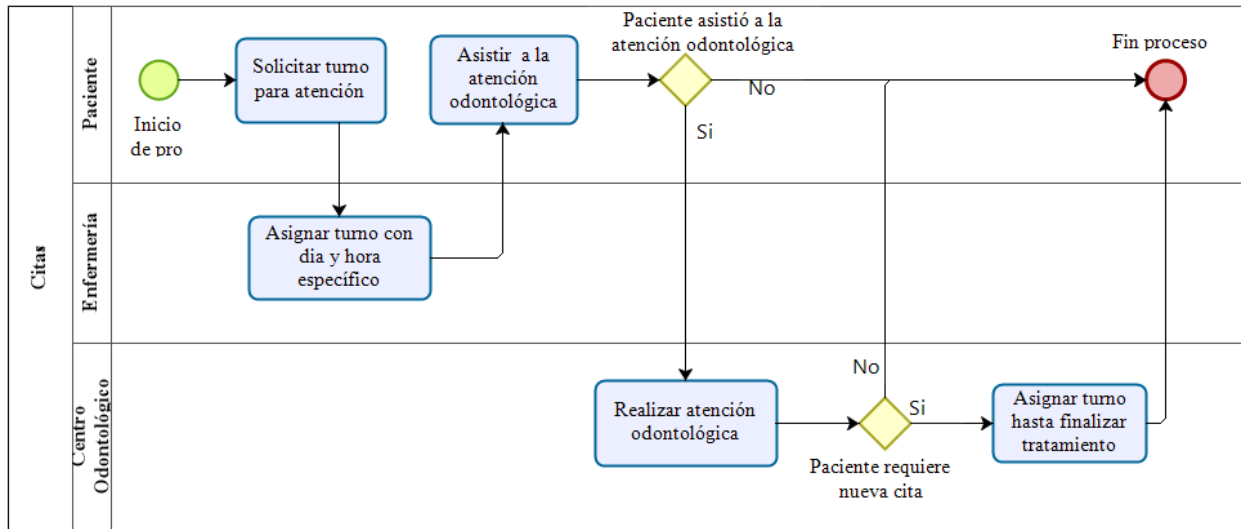 Citas
Paciente
Inicio
de pro
Solicitar turno
para atención
Asistir a la
atención
odontológica
Paciente asistió a la
atención odontológica
No
Si
Fin proceso
Enfermería
Asignar turno con
dia y hora
específico
Centro
Odontológico
Realizar atención
odontológica
No
Si
Paciente requiere
nueva cita
Asignar turno
hasta finalizar
tratamiento